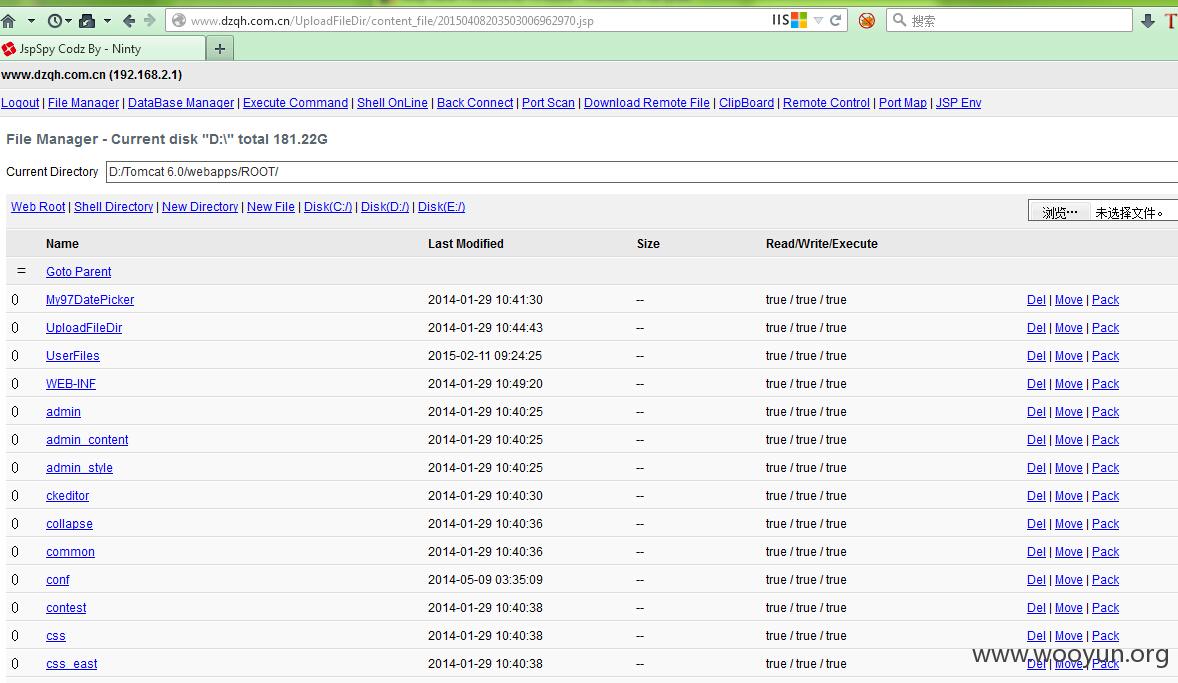 www.dzqh.com.cn/UploadFileDir/content_file/20150408203503006962970.jsp IIS 搜索
JspSpy Codz By - Ninty
www.dzqh.com.cn (192.168.2.1)
Logout | File Manager | DataBase Manager | Execute Command | Shell OnLine | Back Connect | Port Scan | Download Remote File | ClipBoard | Remote Control | Port Map | JSP Env
File Manager - Current disk "D:\" total 181.22G
Current Directory D:/Tomcat 6.0/webapps/ROOT/
Web Root | Shell Directory | New Directory | New File | Disk(C:/) | Disk(D:/) | Disk(E:/) 浏览… 未选择文件。
Name Last Modified Size Read/Write/Execute
= Goto Parent
0 My97DatePicker 2014-01-29 10:41:30 -- true / true / true Del | Move | Pack
0 UploadFileDir 2014-01-29 10:44:43 -- true / true / true Del | Move | Pack
0 UserFiles 2015-02-11 09:24:25 -- true / true / true Del | Move | Pack
0 WEB-INF 2014-01-29 10:49:20 -- true / true / true Del | Move | Pack
0 admin 2014-01-29 10:40:25 -- true / true / true Del | Move | Pack
0 admin_content 2014-01-29 10:40:25 -- true / true / true Del | Move | Pack
0 admin_style 2014-01-29 10:40:25 -- true / true / true Del | Move | Pack
0 ckeditor 2014-01-29 10:40:30 -- true / true / true Del | Move | Pack
0 collapse 2014-01-29 10:40:36 -- true / true / true Del | Move | Pack
0 common 2014-01-29 10:40:36 -- true / true / true Del | Move | Pack
0 conf 2014-05-09 03:35:09 -- true / true / true Del | Move | Pack
0 contest 2014-01-29 10:40:38 -- true / true / true Del | Move | Pack
0 css 2014-01-29 10:40:38 -- true / true / true Del | Move | Pack
0 css_east 2014-01-29 10:40:38 -- true / true / true Del | Move | Pack
www.wooyun.org